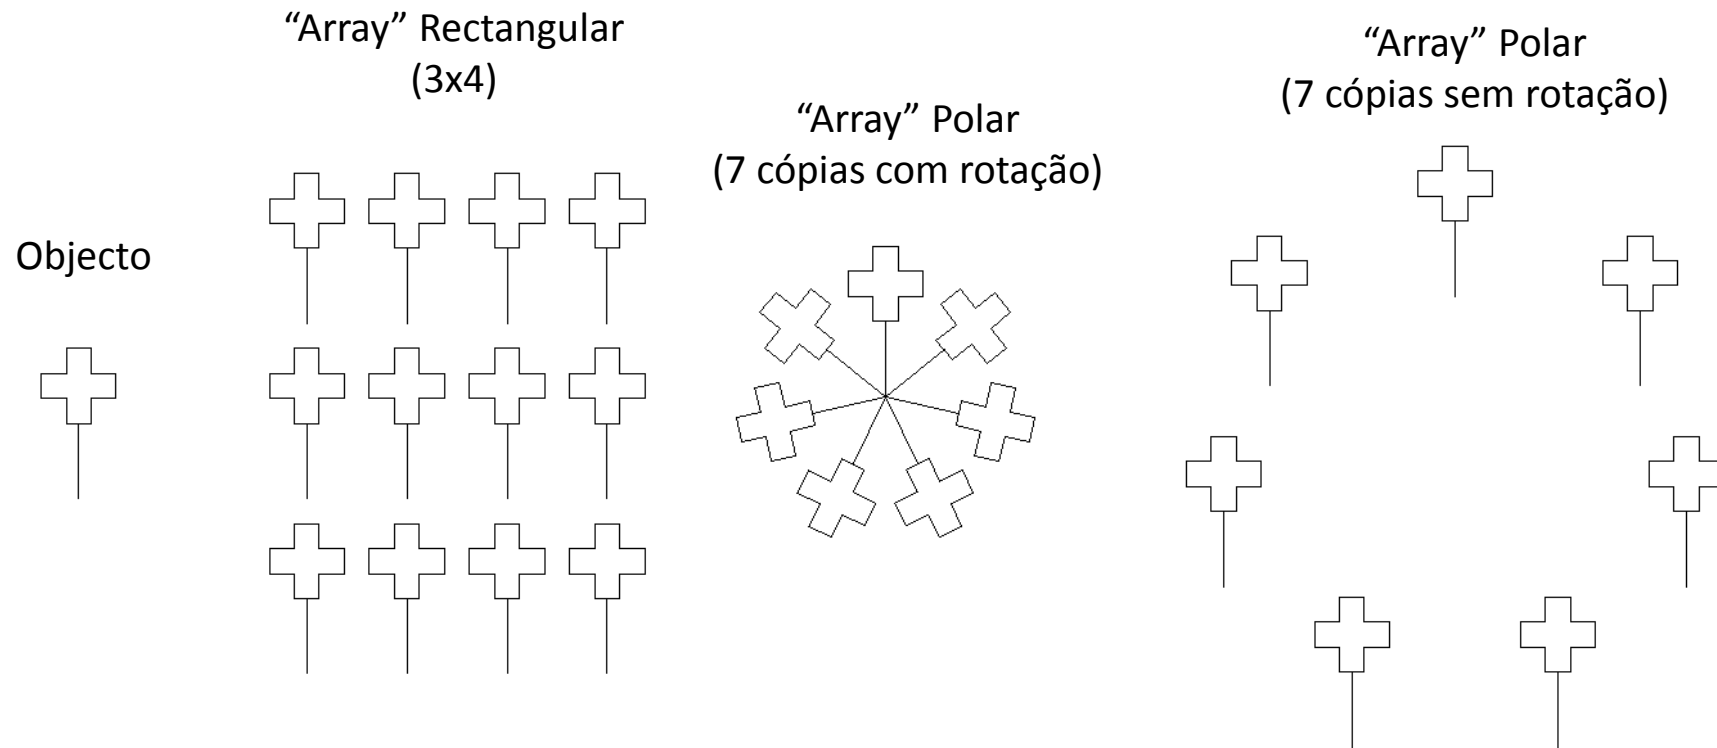 “Array” Rectangular
(3x4)
“Array” Polar
(7 cópias sem rotação)
“Array” Polar
(7 cópias com rotação)
Objecto